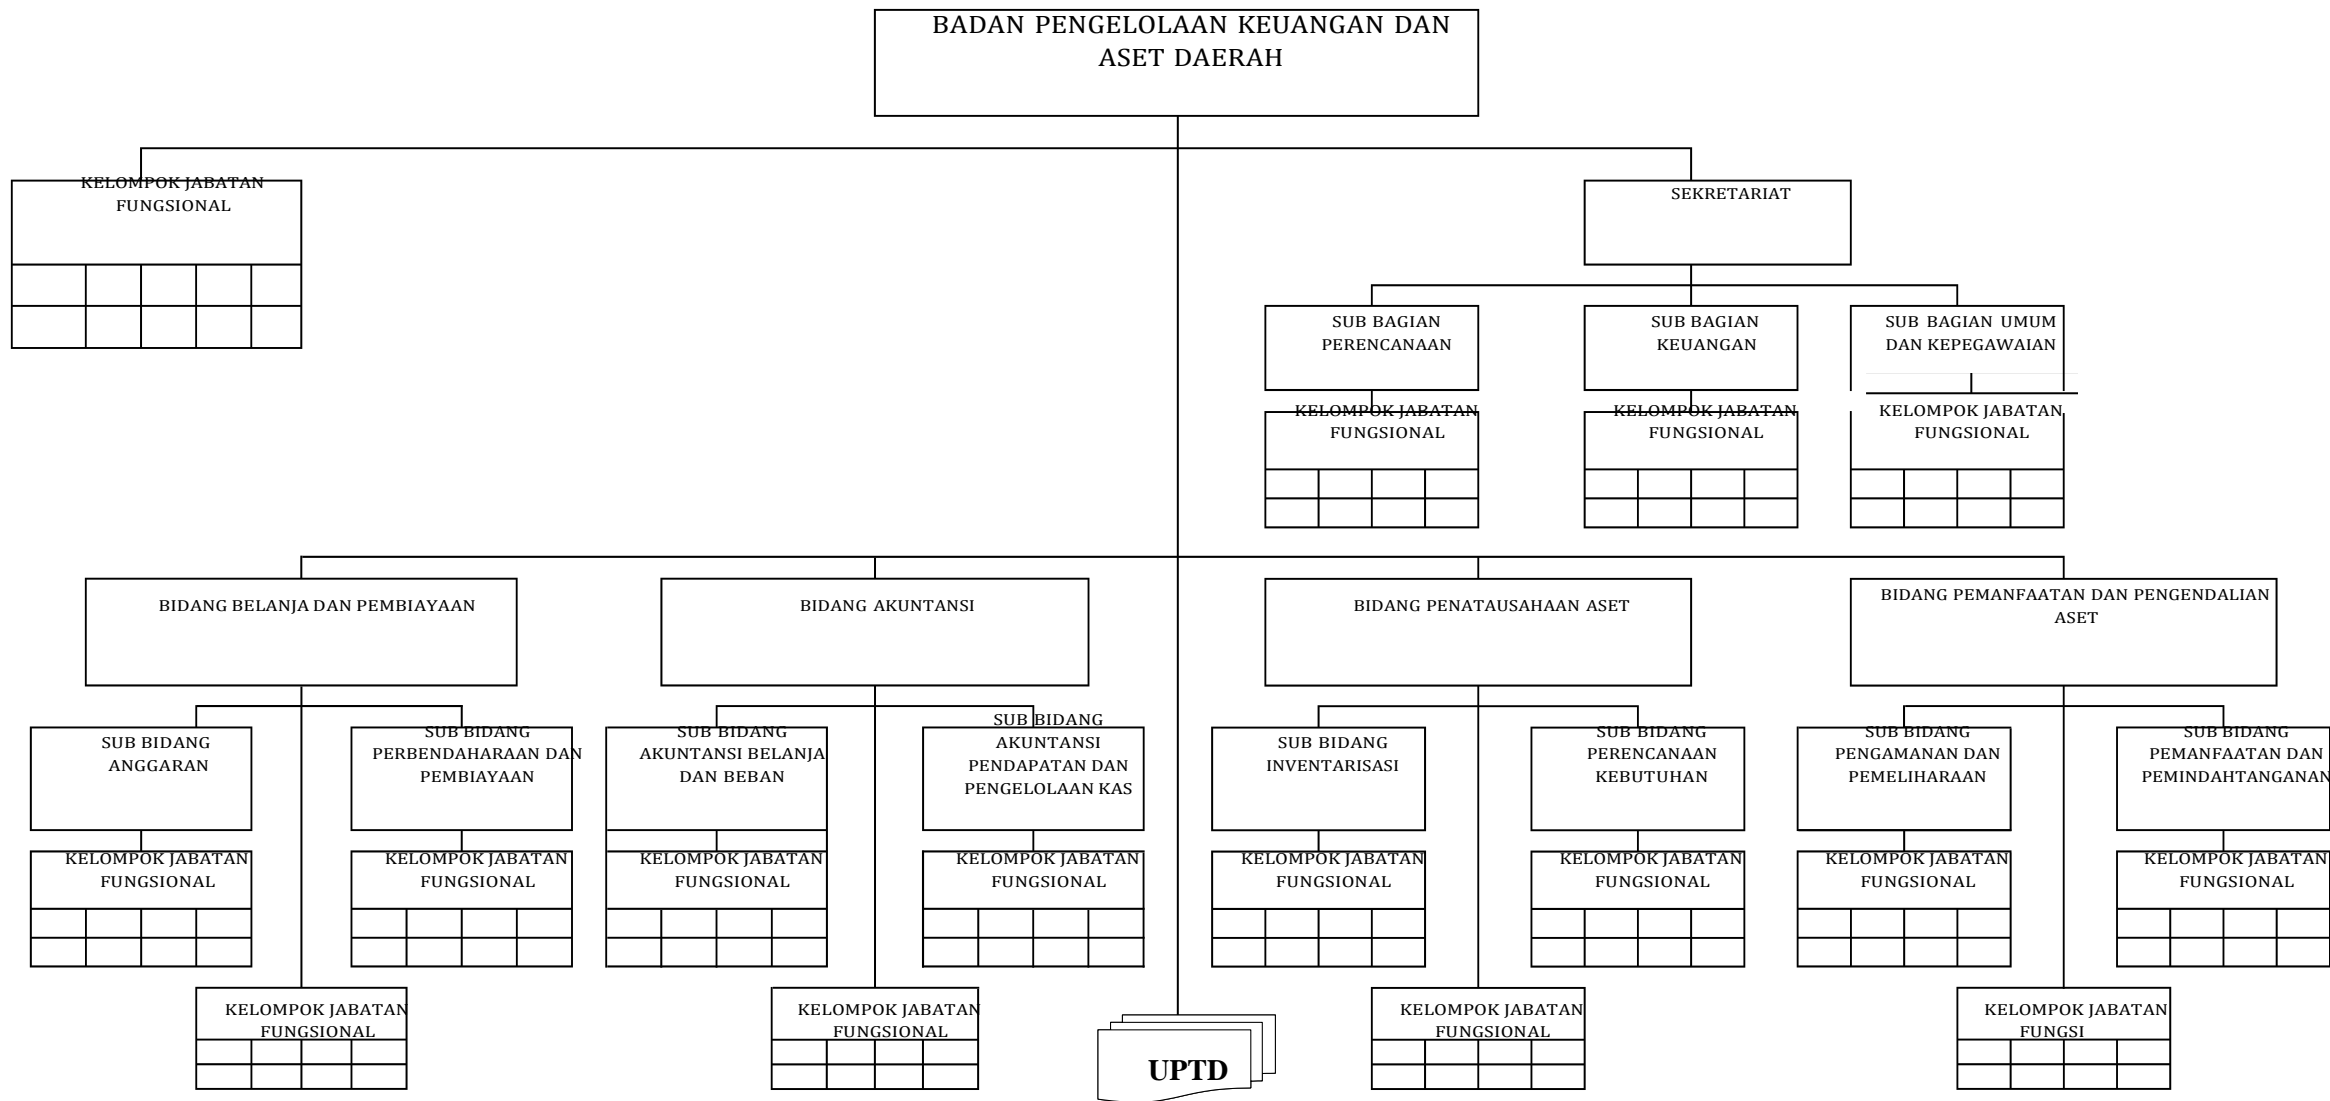 BADAN PENGELOLAAN KEUANGAN DAN
ASET DAERAH
KELOMPOK JABATAN
FUNGSIONAL
SEKRETARIAT
SUB BAGIAN
PERENCANAAN
SUB BAGIAN
KEUANGAN
SUB BAGIAN UMUM
DAN KEPEGAWAIAN
KELOMPOK JABATAN
FUNGSIONAL
KELOMPOK JABATAN
FUNGSIONAL
KELOMPOK JABATAN
FUNGSIONAL
BIDANG BELANJA DAN PEMBIAYAAN
BIDANG AKUNTANSI
BIDANG PENATAUSAHAAN ASET
BIDANG PEMANFAATAN DAN PENGENDALIAN
ASET
SUB BIDANG
ANGGARAN
SUB BIDANG
PERBENDAHARAAN DAN
PEMBIAYAAN
SUB BIDANG
AKUNTANSI BELANJA
DAN BEBAN
SUB BIDANG
AKUNTANSI
PENDAPATAN DAN
PENGELOLAAN KAS
SUB BIDANG
INVENTARISASI
SUB BIDANG
PERENCANAAN
KEBUTUHAN
SUB BIDANG
PENGAMANAN DAN
PEMELIHARAAN
SUB BIDANG
PEMANFAATAN DAN
PEMINDAHTANGANAN
KELOMPOK JABATAN
FUNGSIONAL
KELOMPOK JABATAN
FUNGSIONAL
KELOMPOK JABATAN
FUNGSIONAL
KELOMPOK JABATAN
FUNGSIONAL
KELOMPOK JABATAN
FUNGSIONAL
KELOMPOK JABATAN
FUNGSIONAL
KELOMPOK JABATAN
FUNGSIONAL
KELOMPOK JABATAN
FUNGSIONAL
KELOMPOK JABATAN
FUNGSIONAL
KELOMPOK JABATAN
FUNGSIONAL
UPTD
KELOMPOK JABATAN
FUNGSIONAL
KELOMPOK JABATAN
FUNGSI